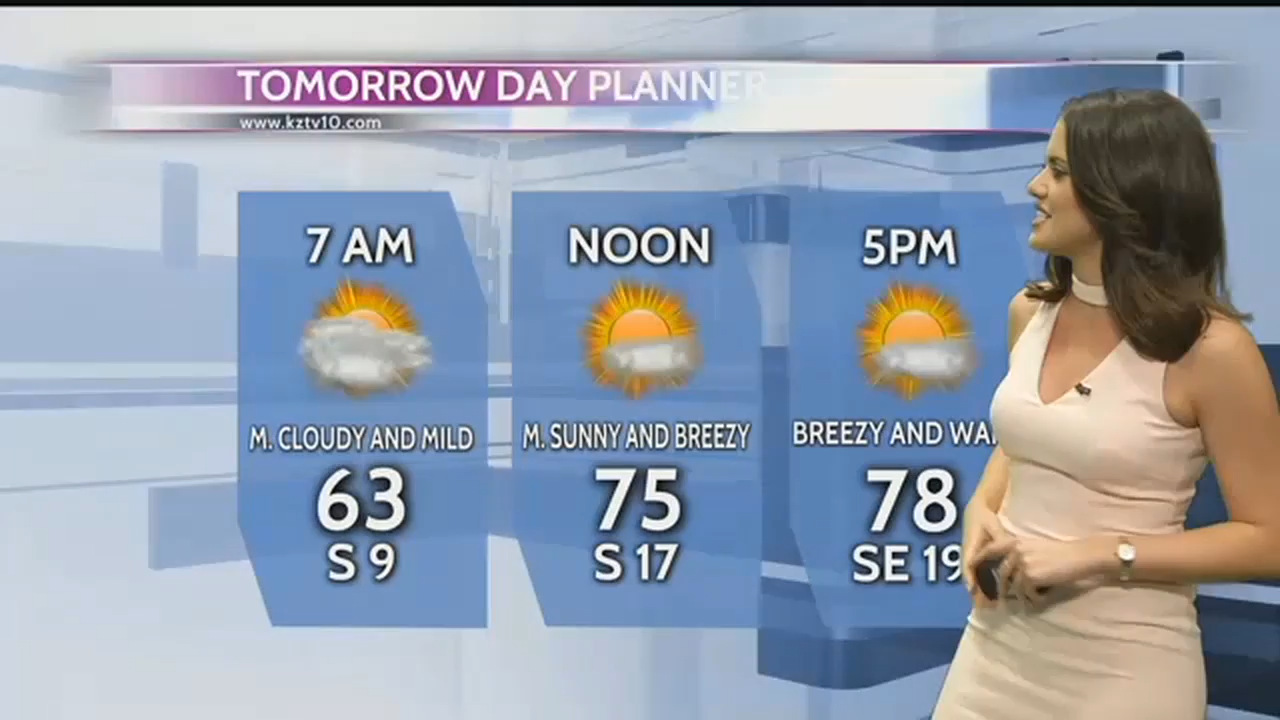 TOMORROW DAY PLANNER
www.kztv10.com
7 AM
M. CLOUDY AND MILD
63
S 9
NOON
M. SUNNY AND BREEZY
75
S 17
5PM
BREEZY AND
78
SE 19